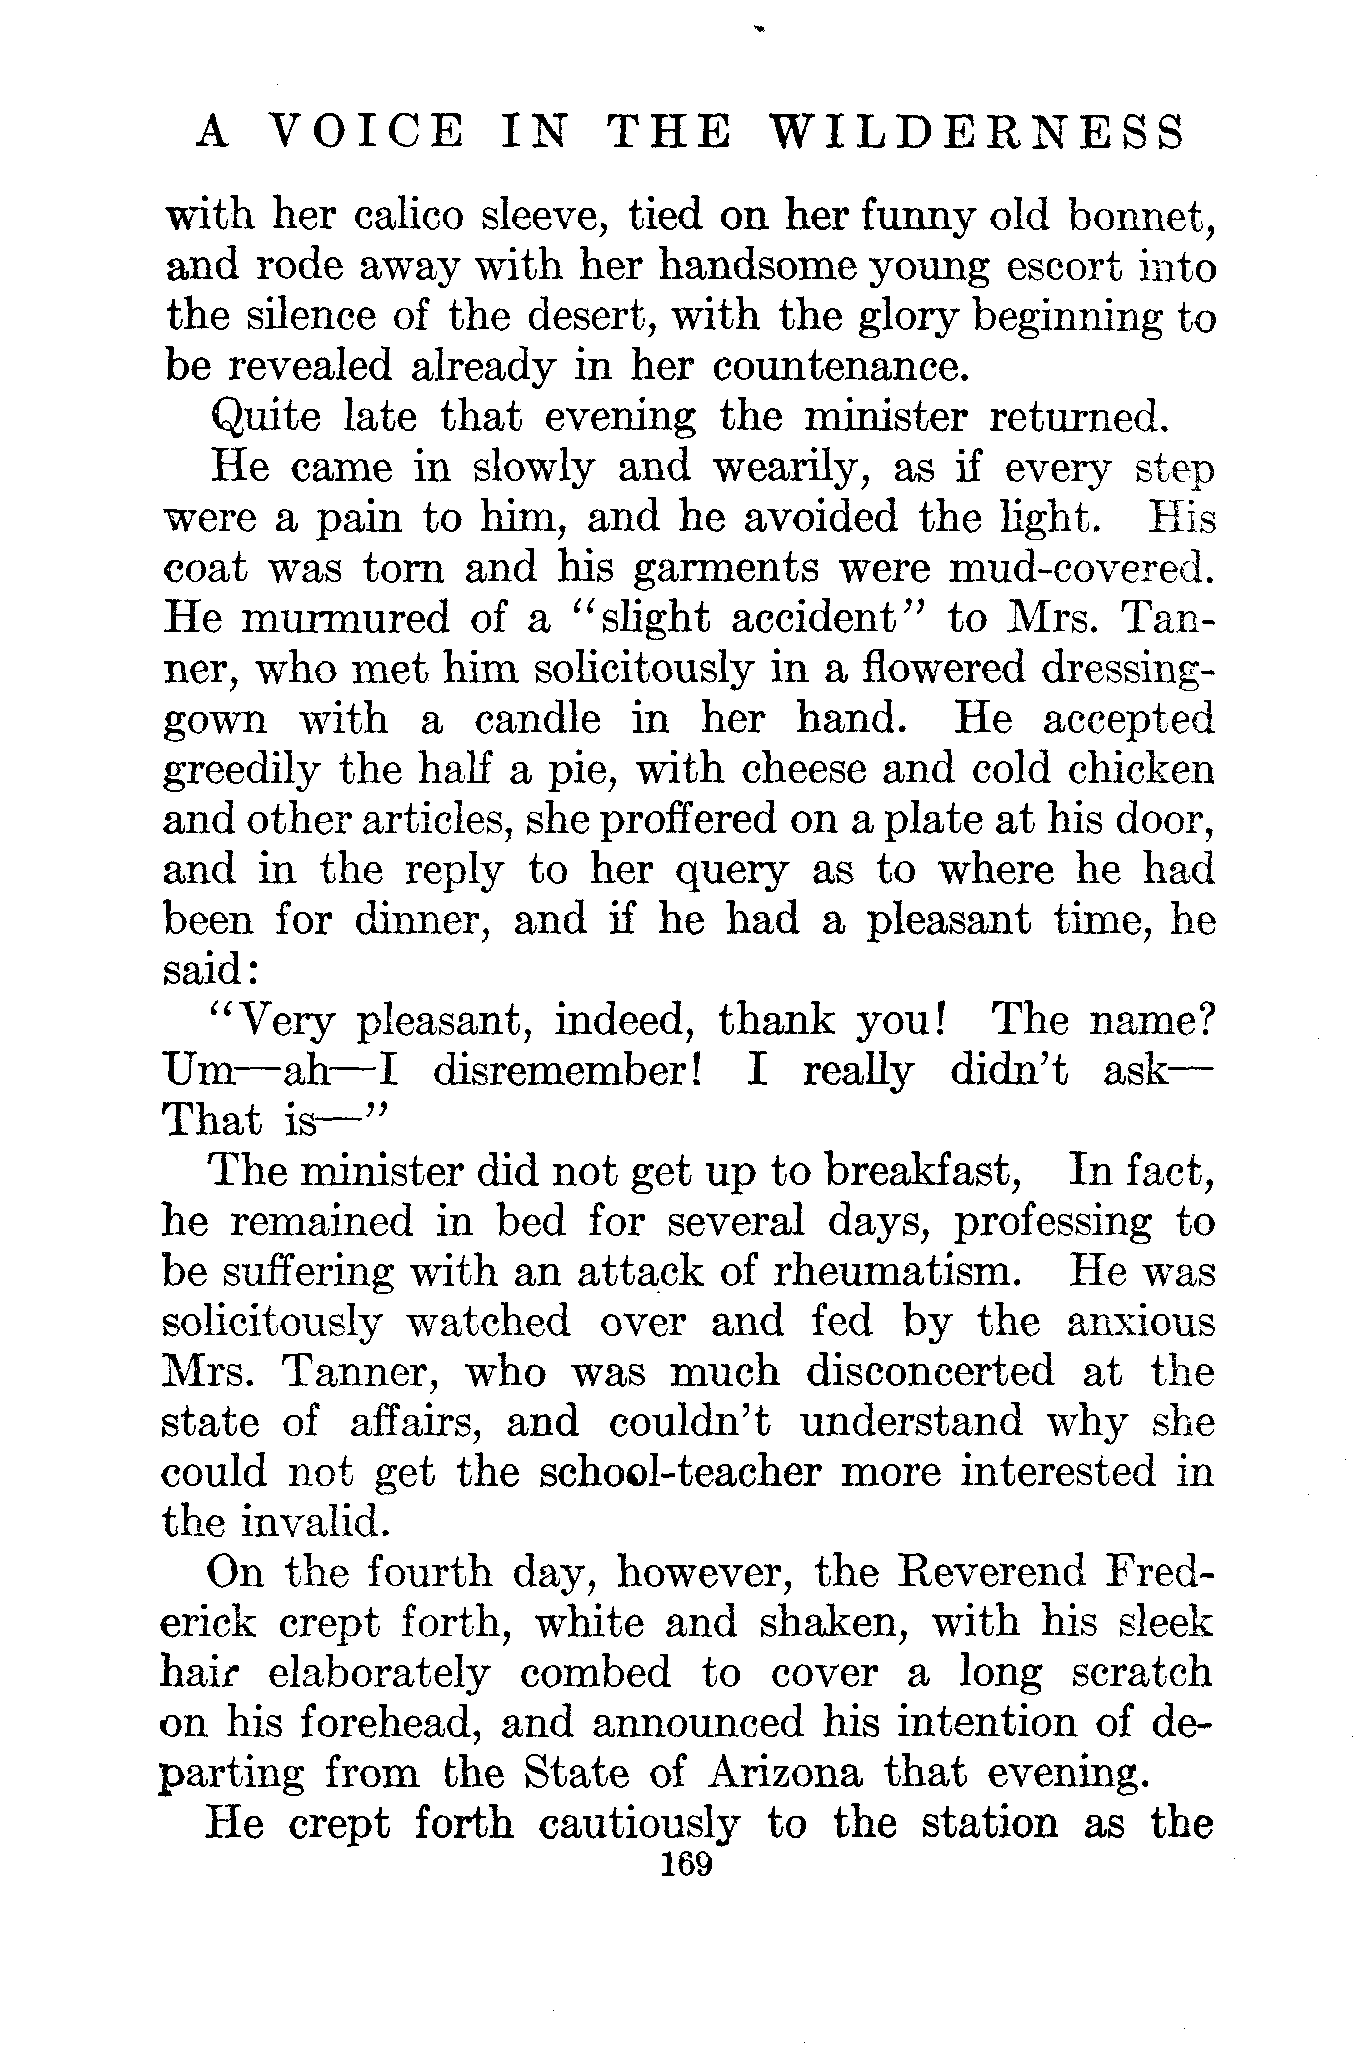 A VOICE IN THE WILDERNESS
with her calico sleeve, tied on her funny old bonnet,
and rode away with her handsome young escort into
the silence of the desert, with the glory beginning to
be revealed already in her countenance.
Quite late that evening the minister returned.
He came in slowly and wearily, as if every step
were a pain to him, and he avoided the light. His
coat was torn and his garments were mud-covered.
He murmured of a “slight accident” to Mrs. Tan-
ner, who met him solicitously in a flowered dressing-
gown with a candle in her hand. He accepted
greedily the half a pie, with cheese and cold chicken
and other articles, she proffered on a plate at his door,
and in the reply to her query as to where he had
been for dinner, and if he had a pleasant time, he
said:
“Very pleasant, indeed, thank you! The name?
Um—ah—I disremember! I really didn’t ask—
That is—”
The minister did not get up to breakfast, In fact,
he remained in bed for several days, professing to
be suffering with an attack of rheumatism. He was
solicitously watched over and fed by the anxious
Mrs. Tanner, who was much disconcerted at the
state of affairs, and couldn’t understand why she
could not get the school-teacher more interested in
the invalid.
On the fourth day, however, the Reverend Fred-
erick crept forth, white and shaken, with his sleek
hair elaborately combed to cover a long scratch
on his forehead, and announced his intention of de-
parting from the State of Arizona that evening.
He crept forth cautiously to the station as the
169